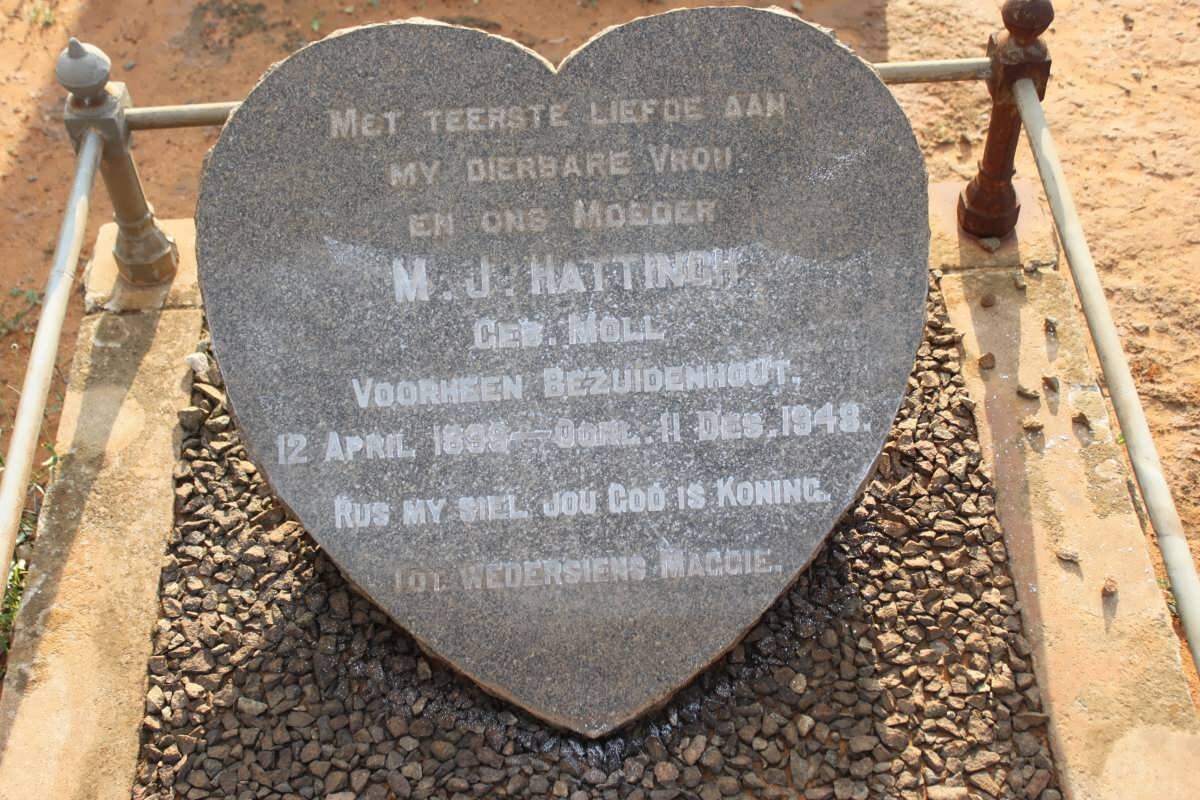 MET TEERSTE LIEFDE AAN
MY DIERBARE VROU
EN ONS MOEDER
M. J. HATTINGH
GEB. MOLL
VOORHEEN BEZUIDENHOUT,
12 APRIL — OORL. 11 DES. 1948.
RUS MY SIEL, JOU GOD IS KONING.
TOT WEDERSIENS MAGGIE.